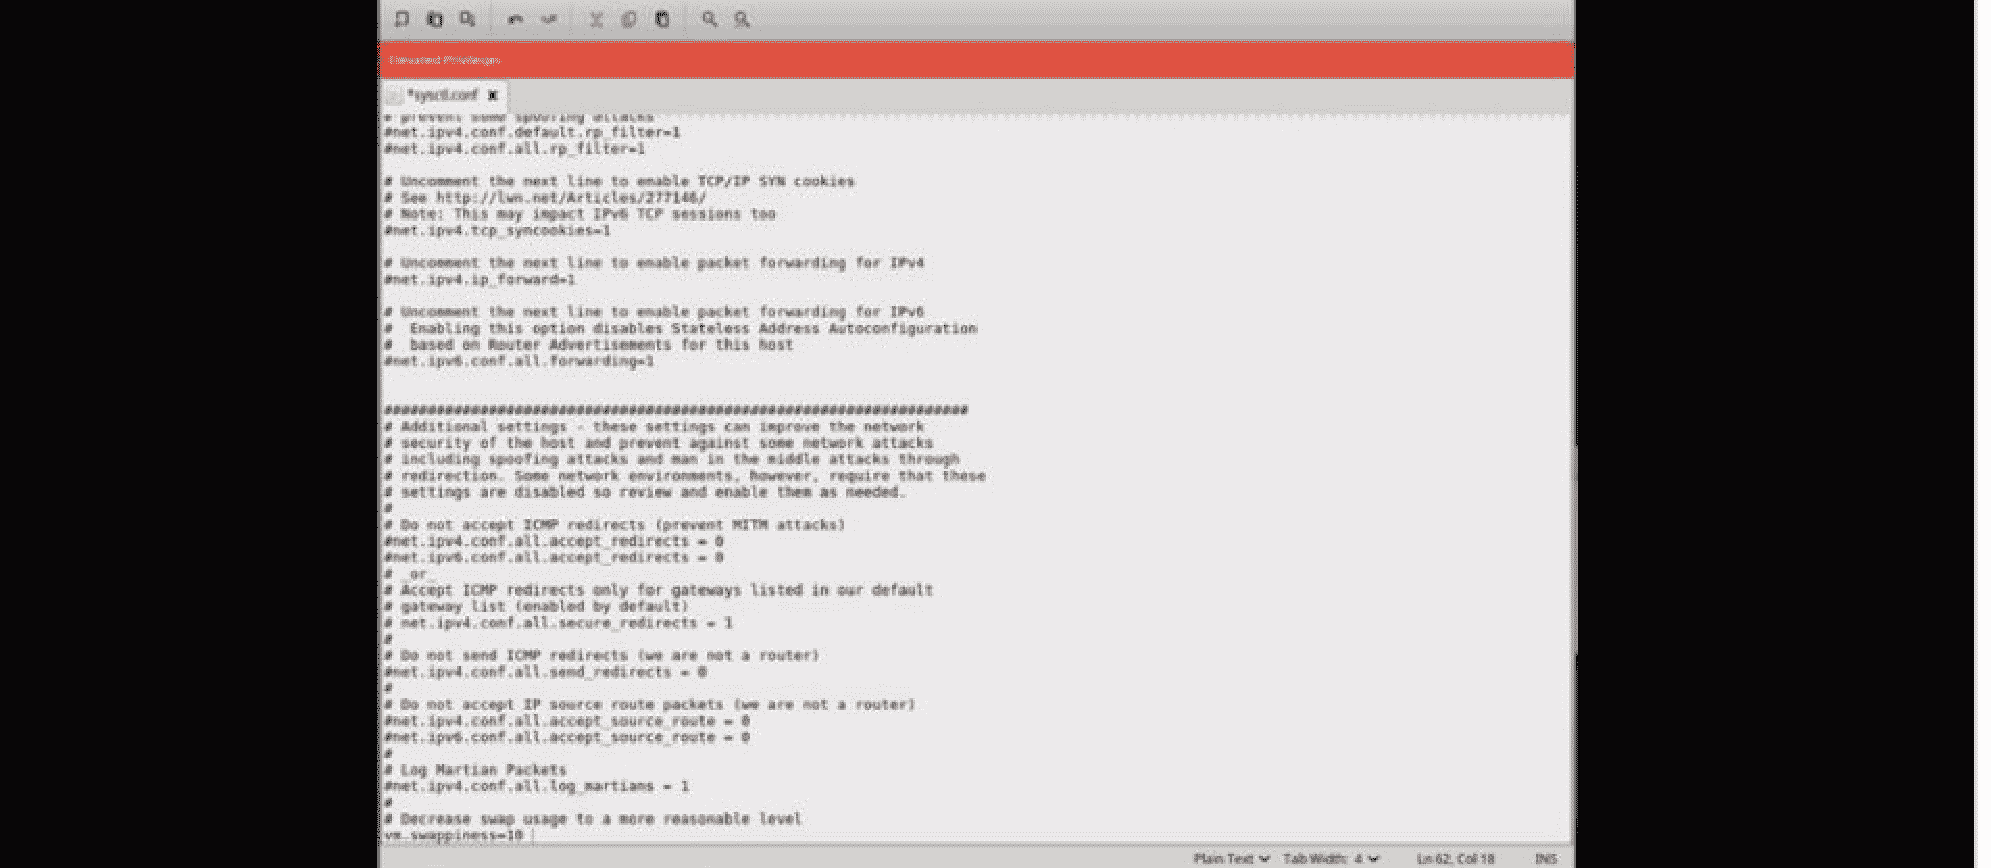 Elevated Privileges
*sysctl.conf
# prevent some spoofing attacks
#net.ipv4.conf.default.rp_filter=1
#net.ipv4.conf.all.rp_filter=1
# Uncomment the next line to enable TCP/IP SYN cookies
# See http://lwn.net/Articles/277146/
# Note: This may impact IPv6 TCP sessions too
#net.ipv4.tcp_syncookies=1
# Uncomment the next line to enable packet forwarding for IPv4
#net.ipv4.ip_forward=1
# Uncomment the next line to enable packet forwarding for IPv6
#  Enabling this option disables Stateless Address Autoconfiguration
#  based on Router Advertisements for this host
#net.ipv6.conf.all.forwarding=1
###################################################################
# Additional settings - these settings can improve the network
# security of the host and prevent against some network attacks
# including spoofing attacks and man in the middle attacks through
# redirection. Some network environments, however, require that these
# settings are disabled so review and enable them as needed.
#
# Do not accept ICMP redirects (prevent MITM attacks)
#net.ipv4.conf.all.accept_redirects = 0
#net.ipv6.conf.all.accept_redirects = 0
# _or_
# Accept ICMP redirects only for gateways listed in our default
# gateway list (enabled by default)
# net.ipv4.conf.all.secure_redirects = 1
#
# Do not send ICMP redirects (we are not a router)
#net.ipv4.conf.all.send_redirects = 0
#
# Do not accept IP source route packets (we are not a router)
#net.ipv4.conf.all.accept_source_route = 0
#net.ipv6.conf.all.accept_source_route = 0
#
# Log Martian Packets
#net.ipv4.conf.all.log_martians = 1
#
# Decrease swap usage to a more reasonable level
vm.swappiness=10
Plain Text Tab Width: 4 Ln 62, Col 18 INS